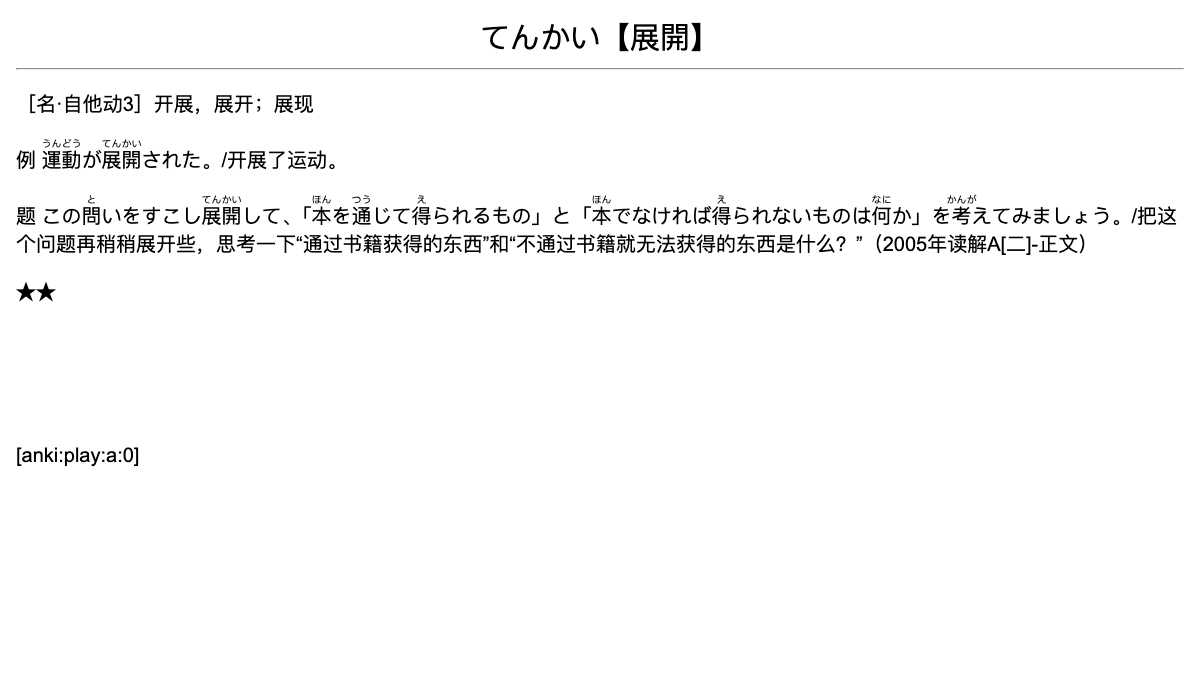 てんかい【展開】
［名·自他动3］开展，展开；展现
うんどう てんかい
例 運動が展開された。/开展了运动。
と てんかい ほん つう え ほん え なに かんが
题 この問いをすこし展開して、「本を通じて得られるもの」と「本でなければ得られないものは何か」を考えてみましょう。/把这
个问题再稍稍展开些，思考一下“通过书籍获得的东西”和“不通过书籍就无法获得的东西是什么？”（2005年读解A[二]-正文）
★★
[anki:play:a:0]